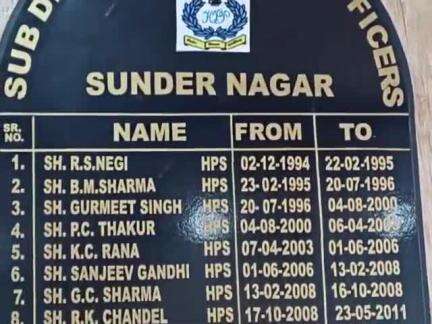 SUB D
FFICERS
HP
SUNDER NAGAR
SR. NO. NAME FROM TO
1. SH. R.S.NEGI HPS 02-12-1994 22-02-1995
2. SH. B.M.SHARMA HPS 23-02-1995 20-07-1996
3. SH. GURMEET SINGH HPS 20-07-1996 04-08-2000
4. SH. P.C. THAKUR HPS 04-08-2000 06-04-2003
5. SH. K.C. RANA HPS 07-04-2003 01-06-2006
6. SH. SANJEEV GANDHI HPS 01-06-2006 13-02-2008
7. SH. G.C. SHARMA HPS 13-02-2008 16-10-2008
8. SH. R.K. CHANDEL HPS 17-10-2008 23-05-2011